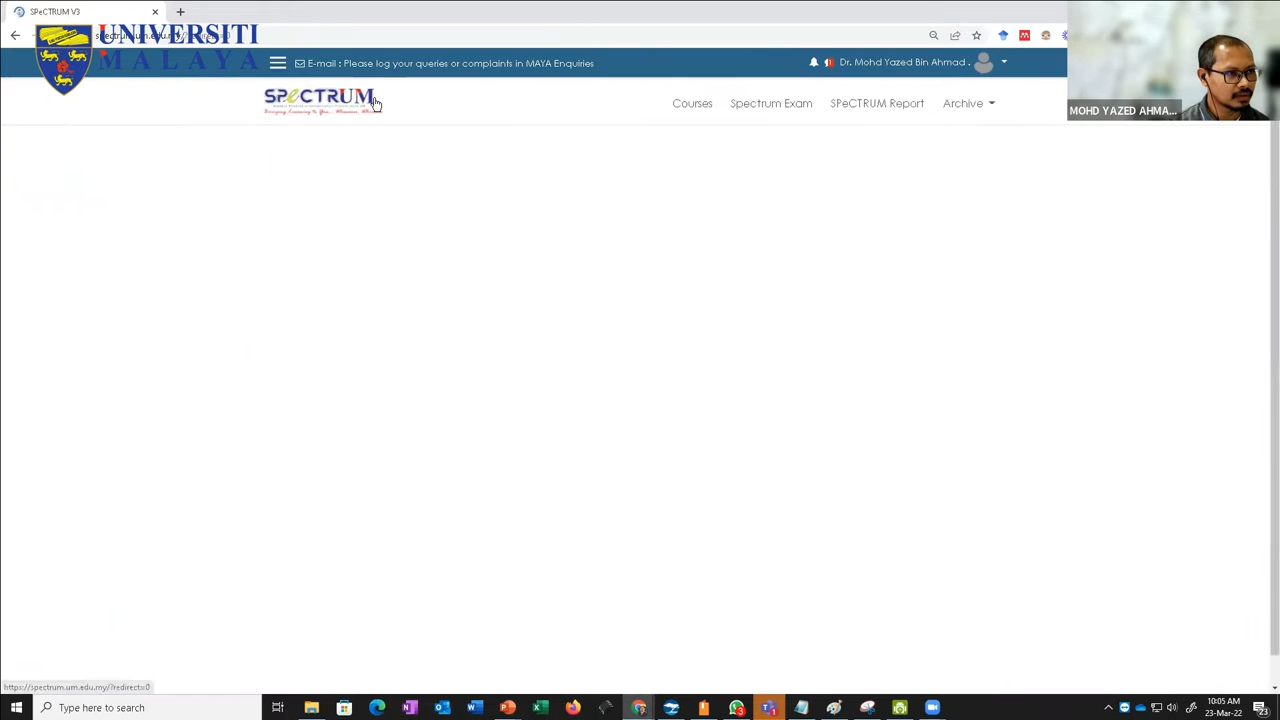 SPeCTRUM V3
UNIVERSITI
MALAYA
E-mail : Please log your queries or complaints in MAYA Enquiries
Dr. Mohd Yazed Bin Ahmad .
SPeCTRUM
Courses
Spectrum Exam
SPeCTRUM Report
Archive
MOHD YAZED AHMA...
https://spectrum.um.edu.my/?redirect=0
Type here to search
10:05 AM
23-Mar-22